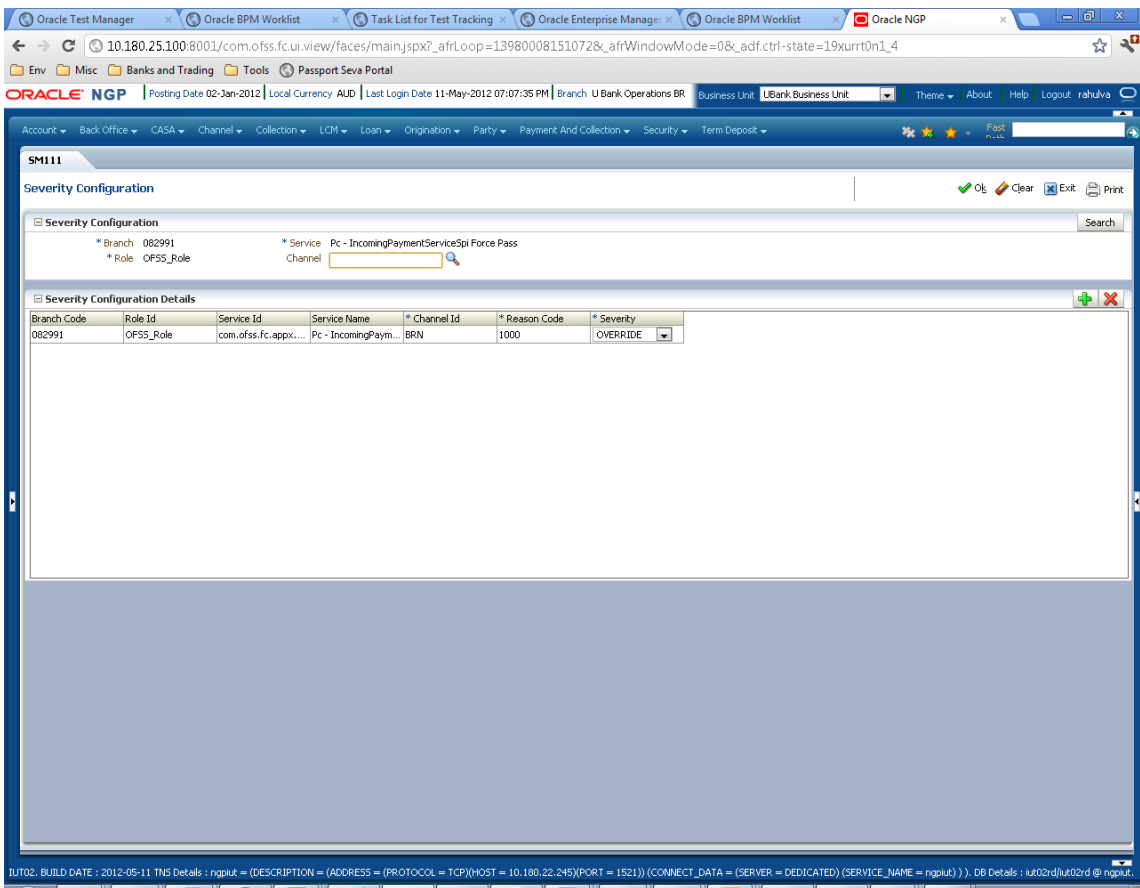 Oracle Test Manager × Oracle BPM Worklist × Task List for Test Tracking × Oracle Enterprise Manager × Oracle BPM Worklist × Oracle NGP ×
10.180.25.100:8001/com.ofss.fc.ui.view/faces/main.jspx?_afrLoop=13980008151072&_afrWindowMode=0&_adf.ctrl-state=19xurrt0n1_4
Env Misc Banks and Trading Tools Passport Seva Portal
ORACLE NGP Posting Date 02-Jan-2012 Local Currency AUD Last Login Date 11-May-2012 07:07:35 PM Branch U Bank Operations BR Business Unit UBank Business Unit Theme About Help Logout rahulva
Account Back Office CASA Channel Collection LCM Loan Origination Party Payment And Collection Security Term Deposit Fast
SM111
Severity Configuration Ok Clear Exit Print
Severity Configuration Search
* Branch 082991 * Service Pc - IncomingPaymentServiceSpi Force Pass
* Role OFSS_Role Channel
Severity Configuration Details
Branch Code Role Id Service Id Service Name * Channel Id * Reason Code * Severity
082991 OFSS_Role com.ofss.fc.appx.... Pc - IncomingPaym... BRN 1000 OVERRIDE
IUT02. BUILD DATE : 2012-05-11 TNS Details : ngpiut = (DESCRIPTION = (ADDRESS = (PROTOCOL = TCP)(HOST = 10.180.22.245)(PORT = 1521)) (CONNECT_DATA = (SERVER = DEDICATED) (SERVICE_NAME = ngpiut) ) ). DB Details : iut02rd/iut02rd @ ngpiut.